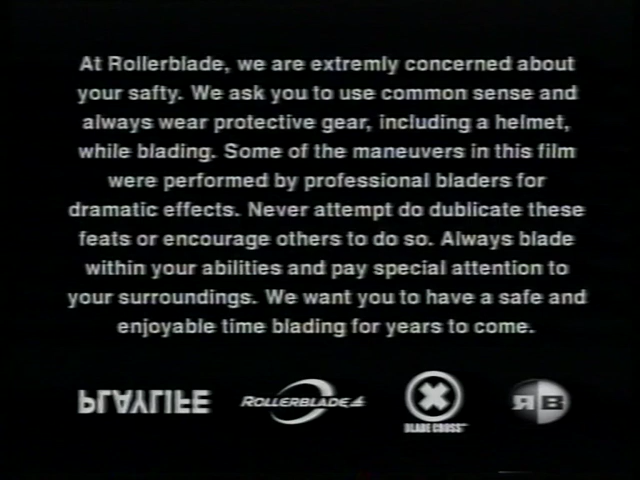 At Rollerblade, we are extremly concerned about
your safty. We ask you to use common sense and
always wear protective gear, including a helmet,
while blading. Some of the maneuvers in this film
were performed by professional bladers for
dramatic effects. Never attempt do dublicate these
feats or encourage others to do so. Always blade
within your abilities and pay special attention to
your surroundings. We want you to have a safe and
enjoyable time blading for years to come.
PLAYLIFE ROLLERBLADE BLADE CROSS™ RB